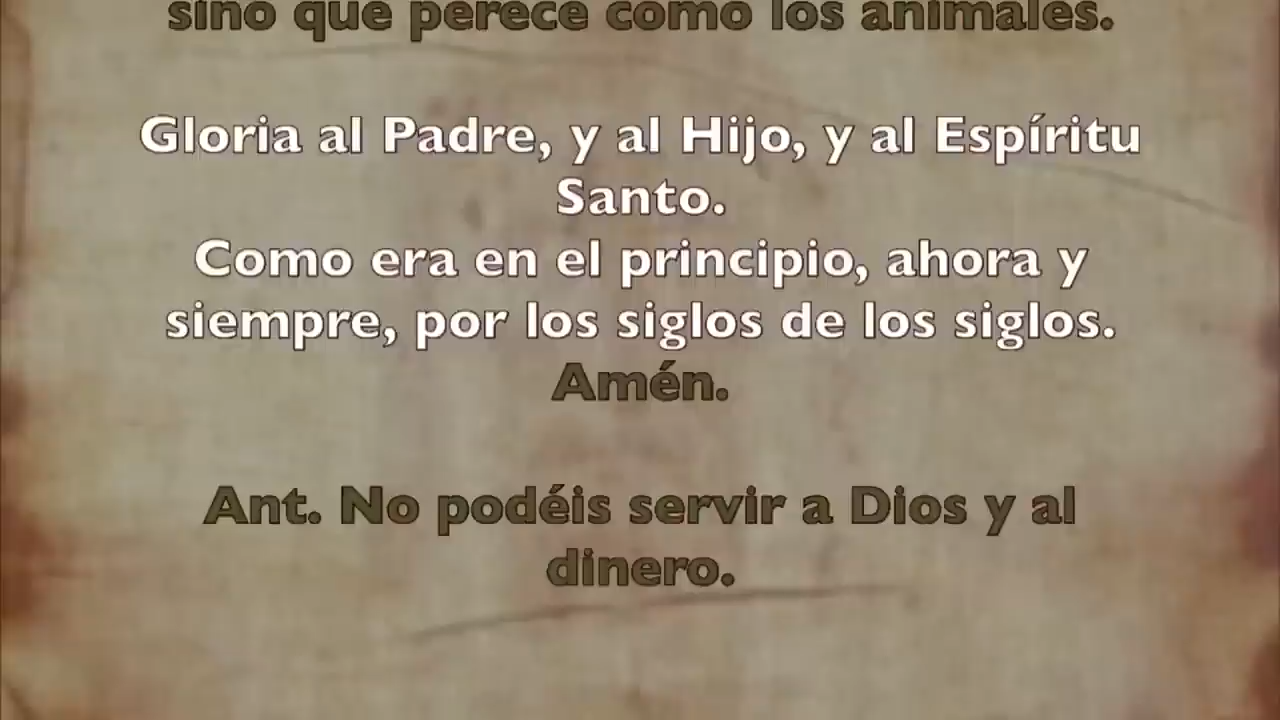 sino que perece como los animales.
Gloria al Padre, y al Hijo, y al Espíritu
Santo.
Como era en el principio, ahora y
siempre, por los siglos de los siglos.
Amén.
Ant. No podéis servir a Dios y al
dinero.